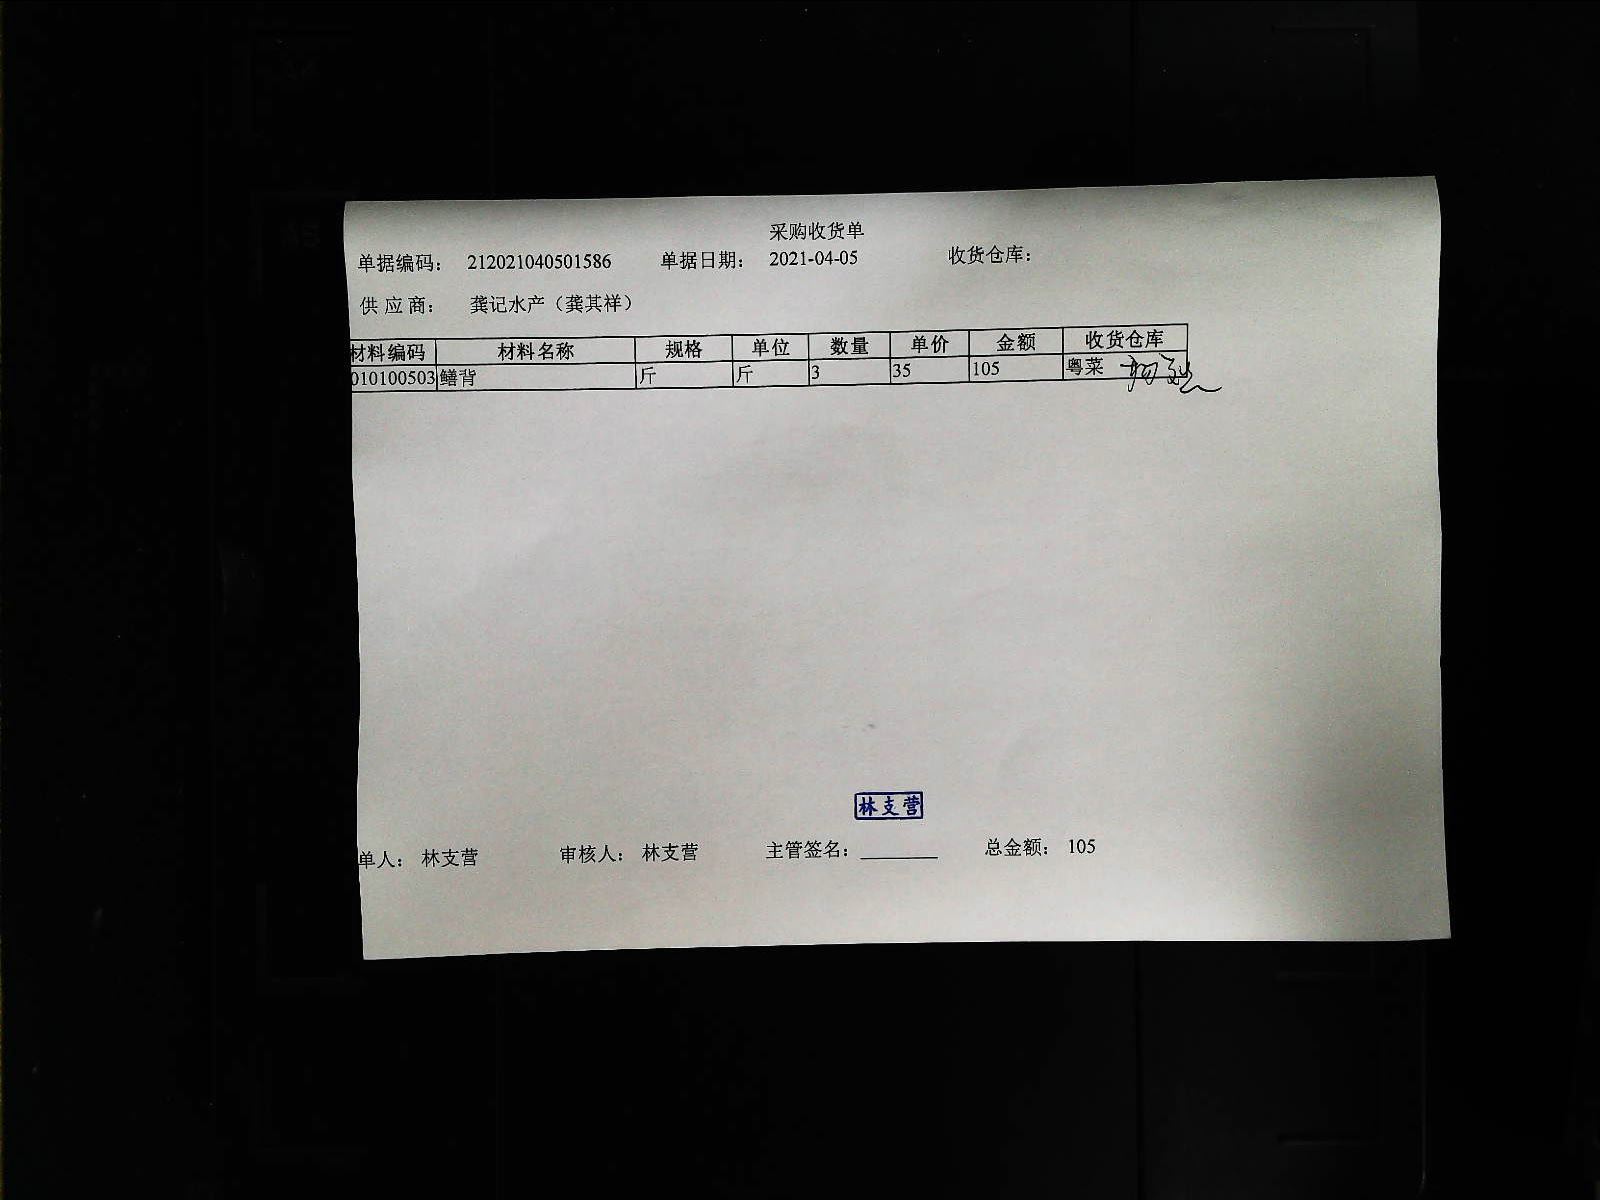 采购收货单
单据编码： 212021040501586 单据日期： 2021-04-05 收货仓库：
供 应 商： 龚记水产（龚其祥）
材料编码 材料名称 规格 单位 数量 单价 金额 收货仓库
010100503 鳝背 斤 斤 3 35 105 粤菜
林支营
单人： 林支营 审核人： 林支营 主管签名：________ 总金额： 105